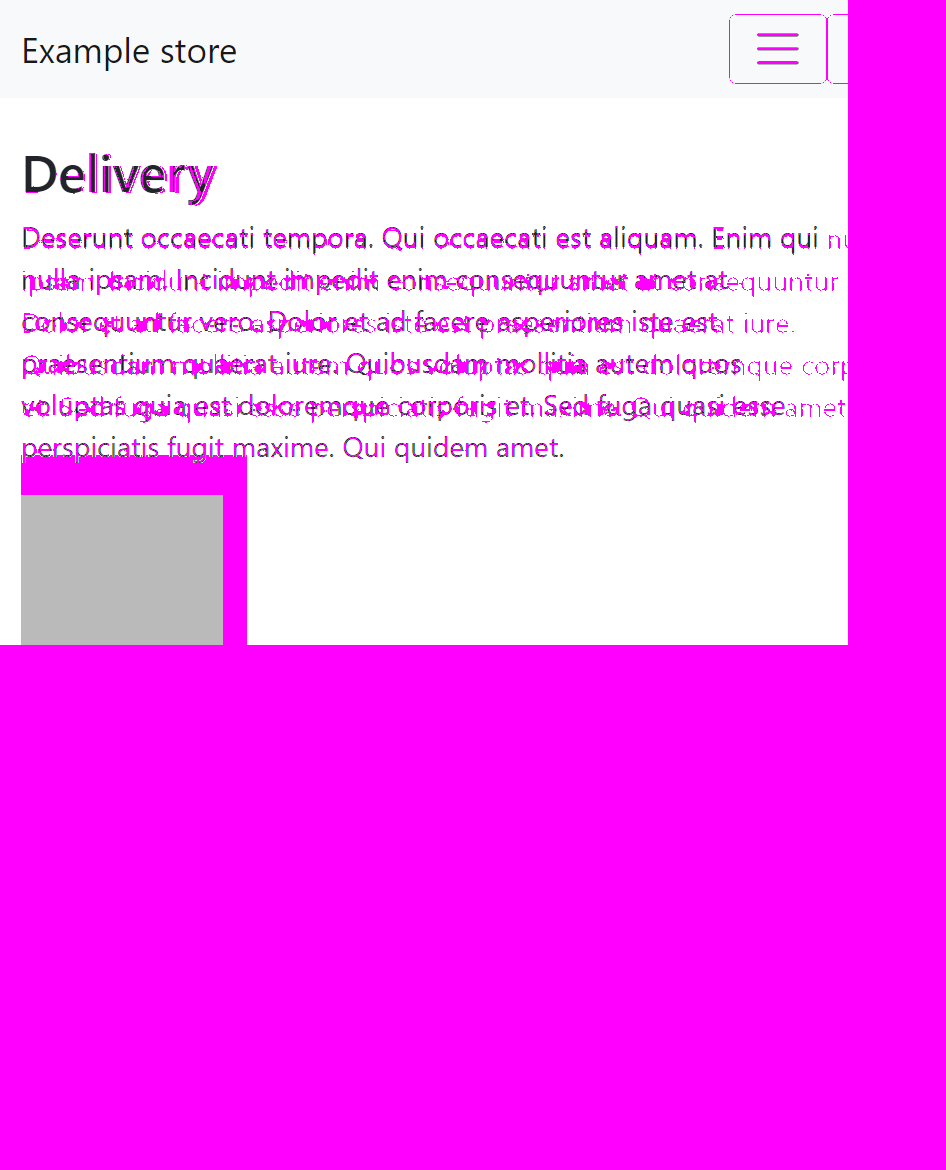 Example store
Delivery
Deserunt occaecati tempora. Qui occaecati est aliquam. Enim qui
nulla ipsam. Incidunt impedit enim consequuntur amet at
consequuntur vero. Dolor et ad facere asperiores iste est
praesentium quaerat iure. Quibusdam mollitia autem quos
voluptas quia est doloremque corporis et. Sed fuga quasi esse
perspiciatis fugit maxime. Qui quidem amet.